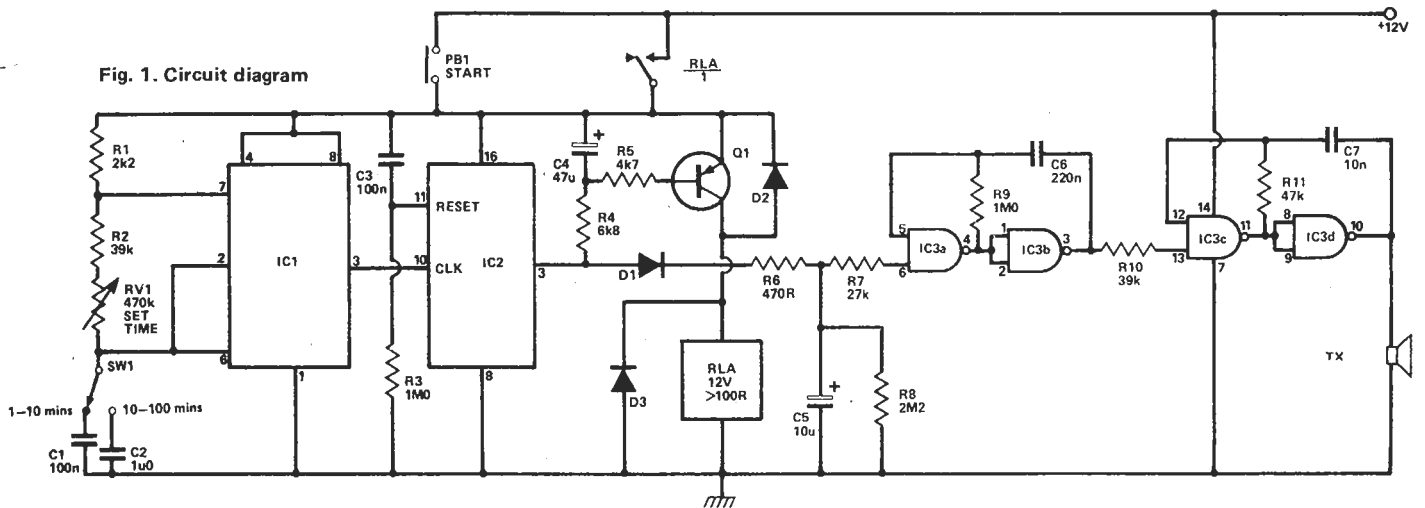 +12V
Fig. 1. Circuit diagram
PB1
START
RLA
1
R1
2k2
4
8
7
R2
39k
2
IC1
3
RV1
470k
SET
TIME
6
SW1
1
1–10 mins
10–100 mins
C1
100n
C2
1u0
C3
100n
R3
1M0
16
11
RESET
10
CLK
IC2
3
8
C4
47u
+
R5
4k7
R4
6k8
Q1
D2
D1
D3
RLA
12V
>100R
R6
470R
R7
27k
C5
10u
+
R8
2M2
5
6
IC3a
4
R9
1M0
C6
220n
1
2
IC3b
3
R10
39k
12
13
14
IC3c
11
7
R11
47k
C7
10n
8
9
IC3d
10
TX